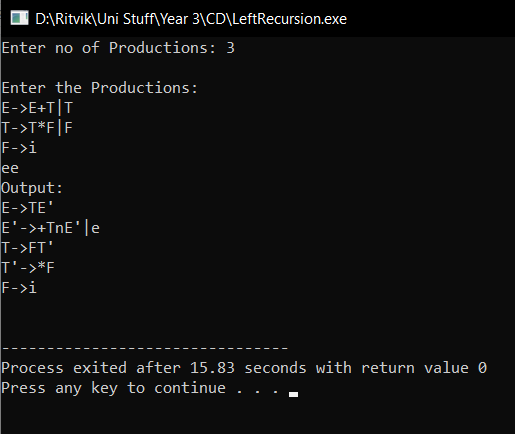 D:\Ritvik\Uni Stuff\Year 3\CD\LeftRecursion.exe
Enter no of Productions: 3
Enter the Productions:
E->E+T|T
T->T*F|F
F->i
ee
Output:
E->TE'
E'->+TnE'|e
T->FT'
T'->*F
F->i
--------------------------------
Process exited after 15.83 seconds with return value 0
Press any key to continue . . .